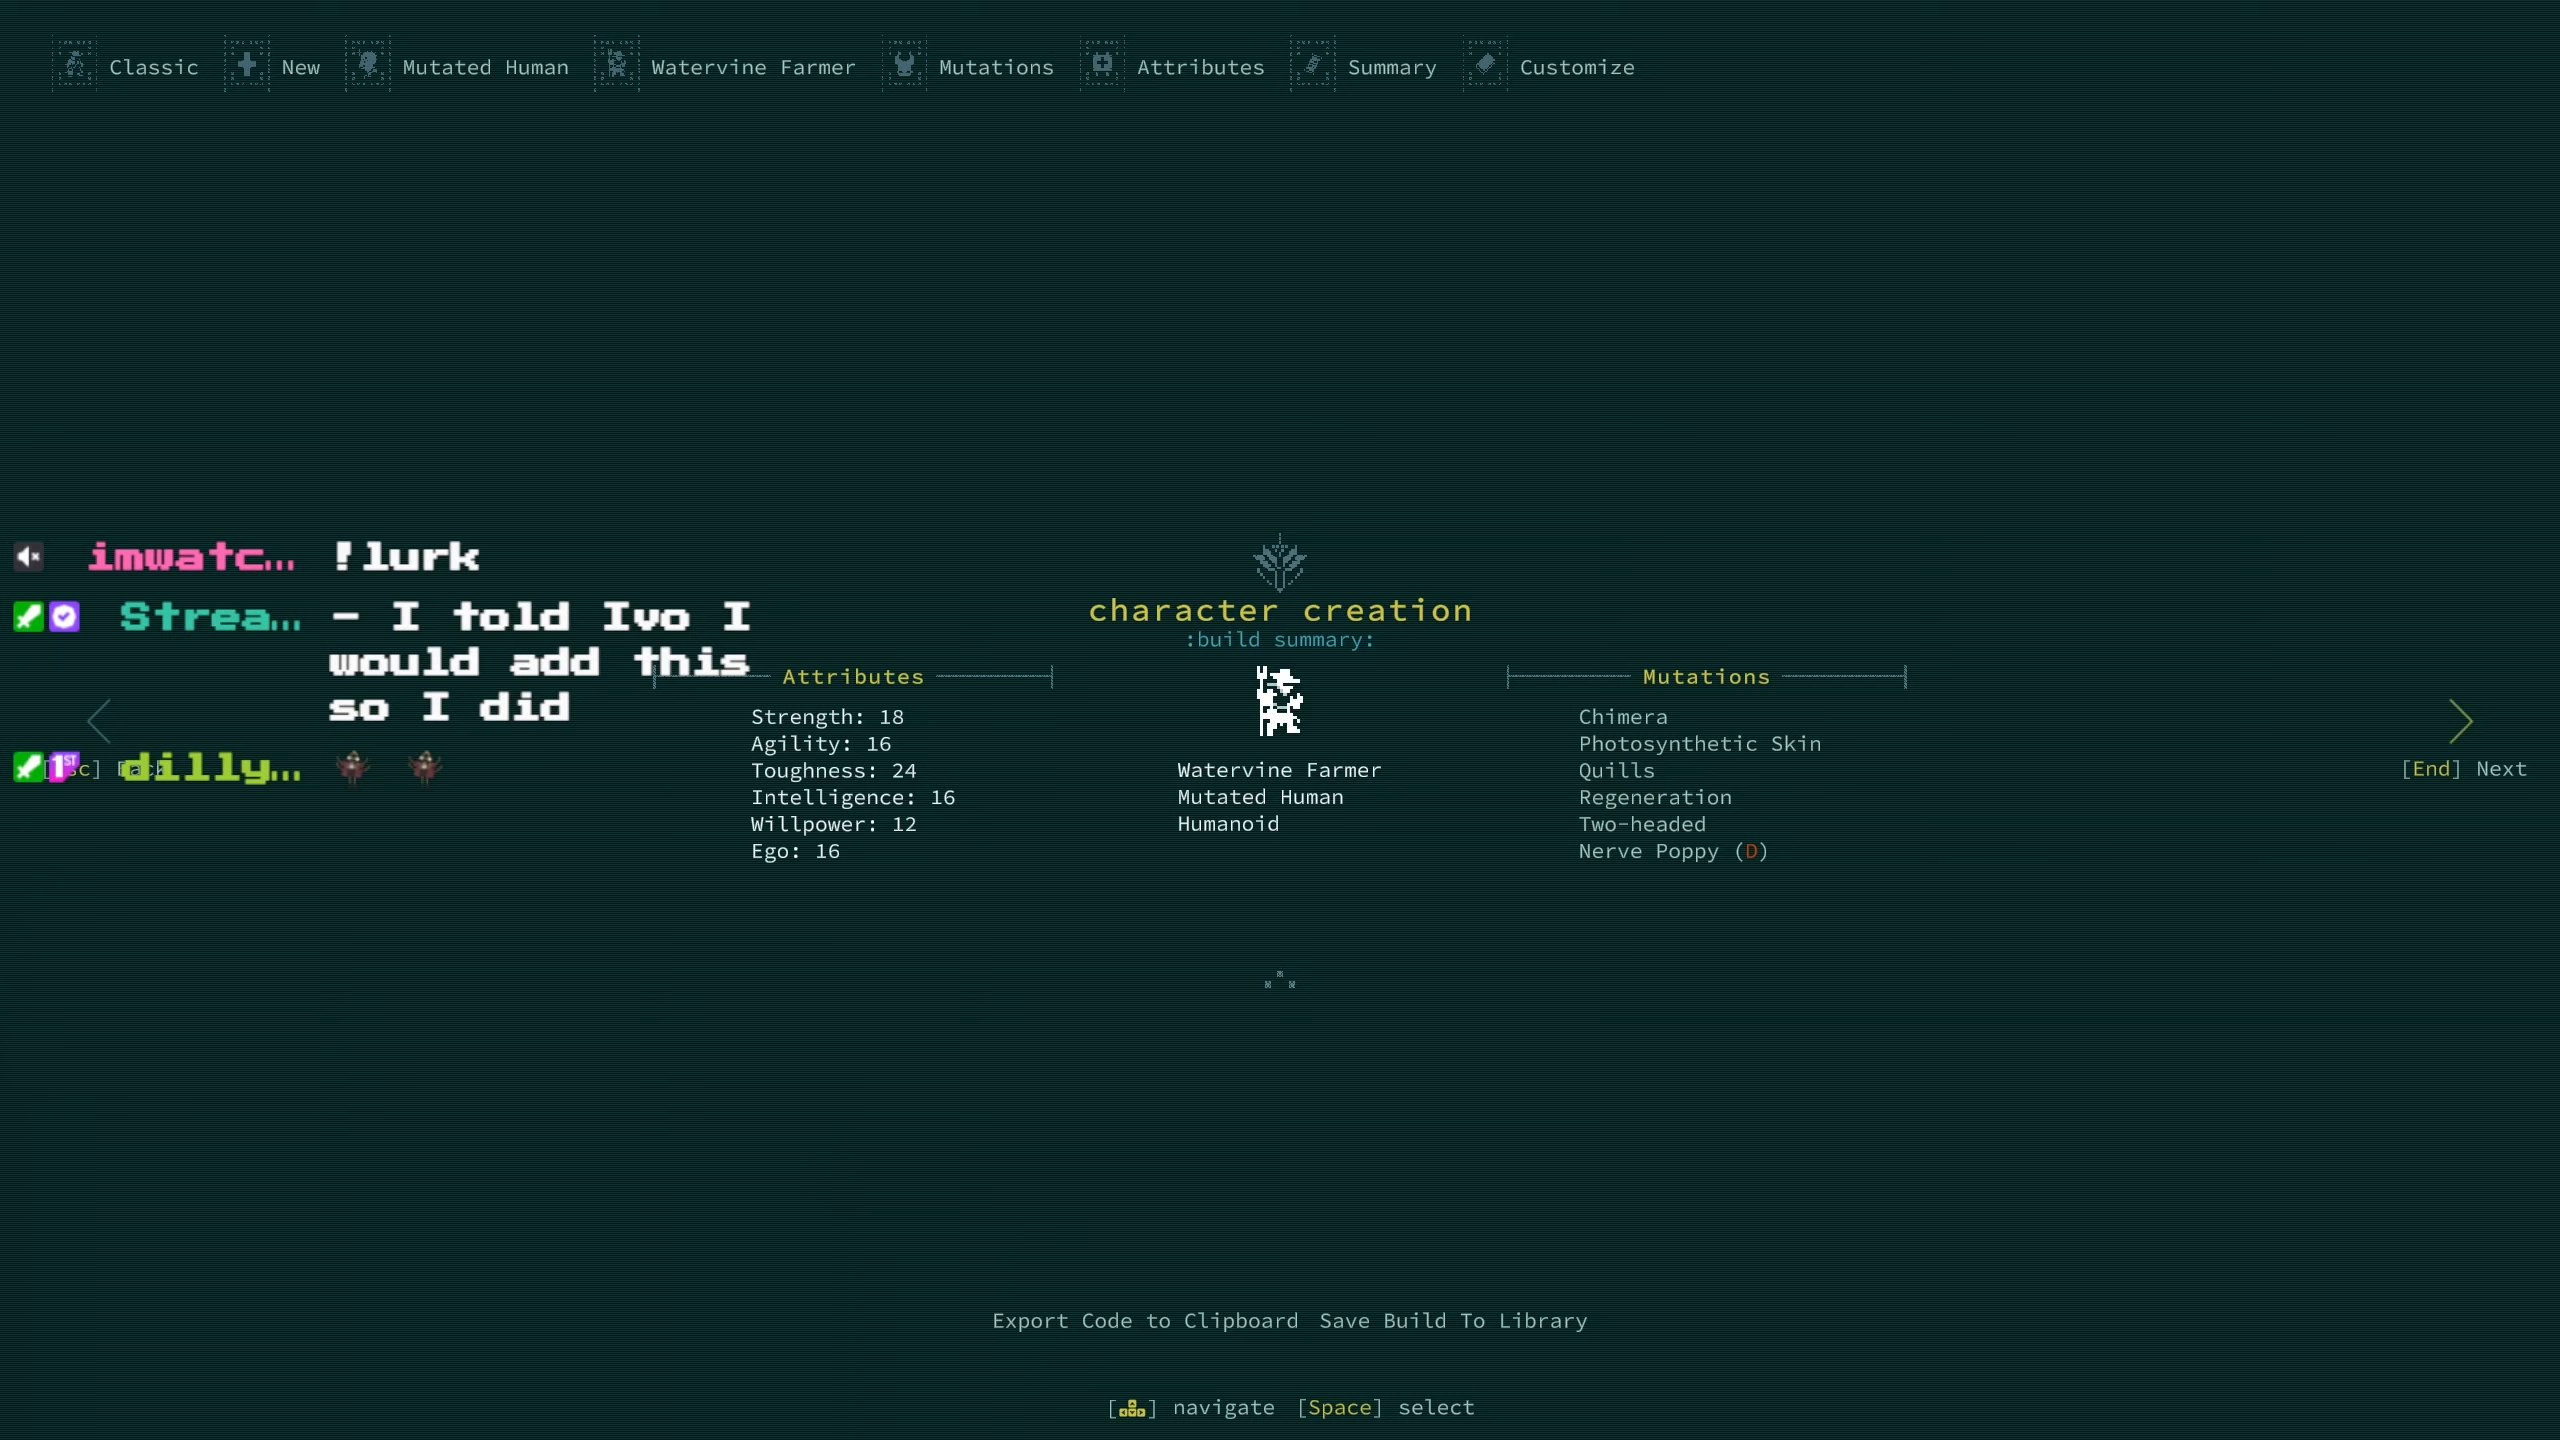 Classic New Mutated Human Watervine Farmer Mutations Attributes Summary Customize
imwatc... !lurk
Strea... - I told Ivo I
would add this
so I did
dilly...
Back
character creation
:build summary:
Attributes
Strength: 18
Agility: 16
Toughness: 24
Intelligence: 16
Willpower: 12
Ego: 16
Watervine Farmer
Mutated Human
Humanoid
Mutations
Chimera
Photosynthetic Skin
Quills
Regeneration
Two-headed
Nerve Poppy (D)
[End] Next
Export Code to Clipboard Save Build To Library
navigate [Space] select